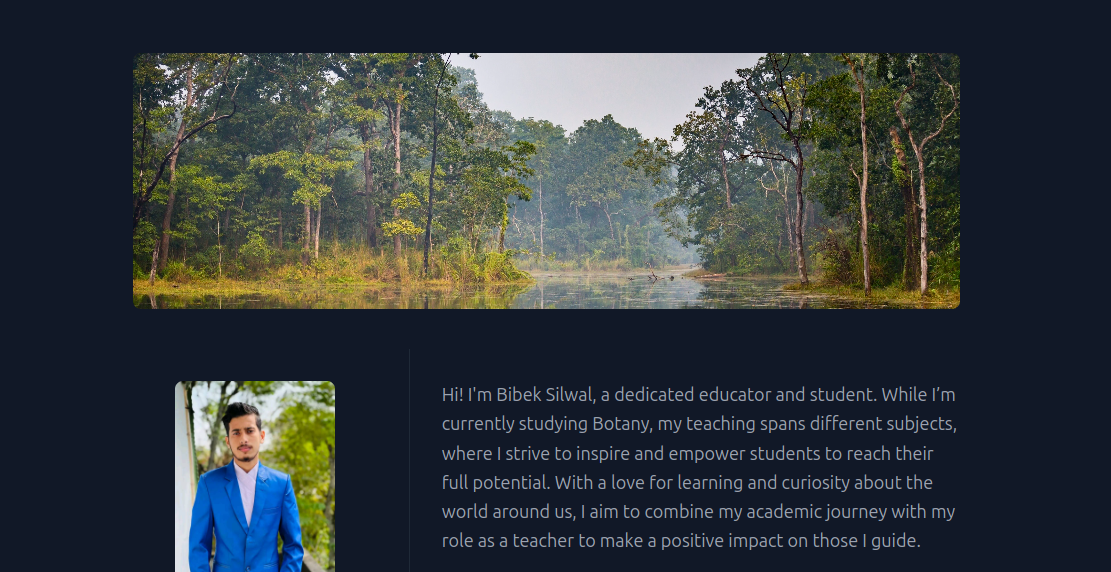 Hi! I'm Bibek Silwal, a dedicated educator and student. While I’m
currently studying Botany, my teaching spans different subjects,
where I strive to inspire and empower students to reach their
full potential. With a love for learning and curiosity about the
world around us, I aim to combine my academic journey with my
role as a teacher to make a positive impact on those I guide.